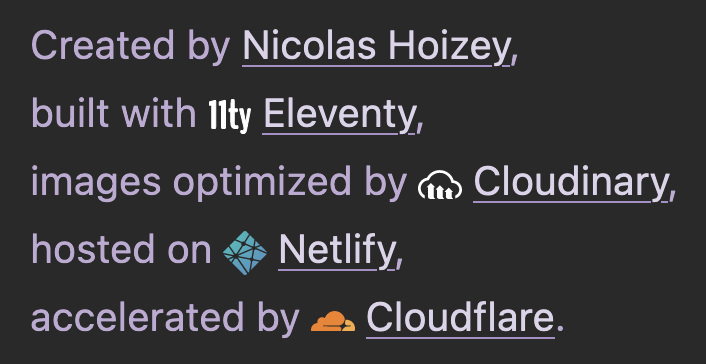 Created by Nicolas Hoizey,
built with 11ty Eleventy,
images optimized by Cloudinary,
hosted on Netlify,
accelerated by Cloudflare.